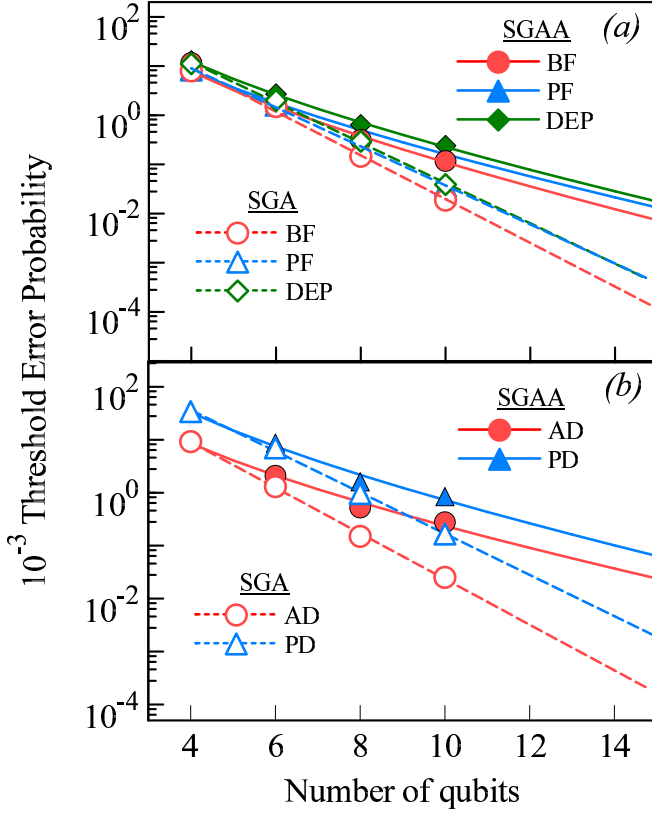 10^2
10^0
10^-2
10^-4
(a)
SGAA
BF
PF
DEP
SGA
BF
PF
DEP
10^-3 Threshold Error Probability
10^2
10^0
10^-2
10^-4
(b)
SGAA
AD
PD
SGA
AD
PD
4 6 8 10 12 14
Number of qubits